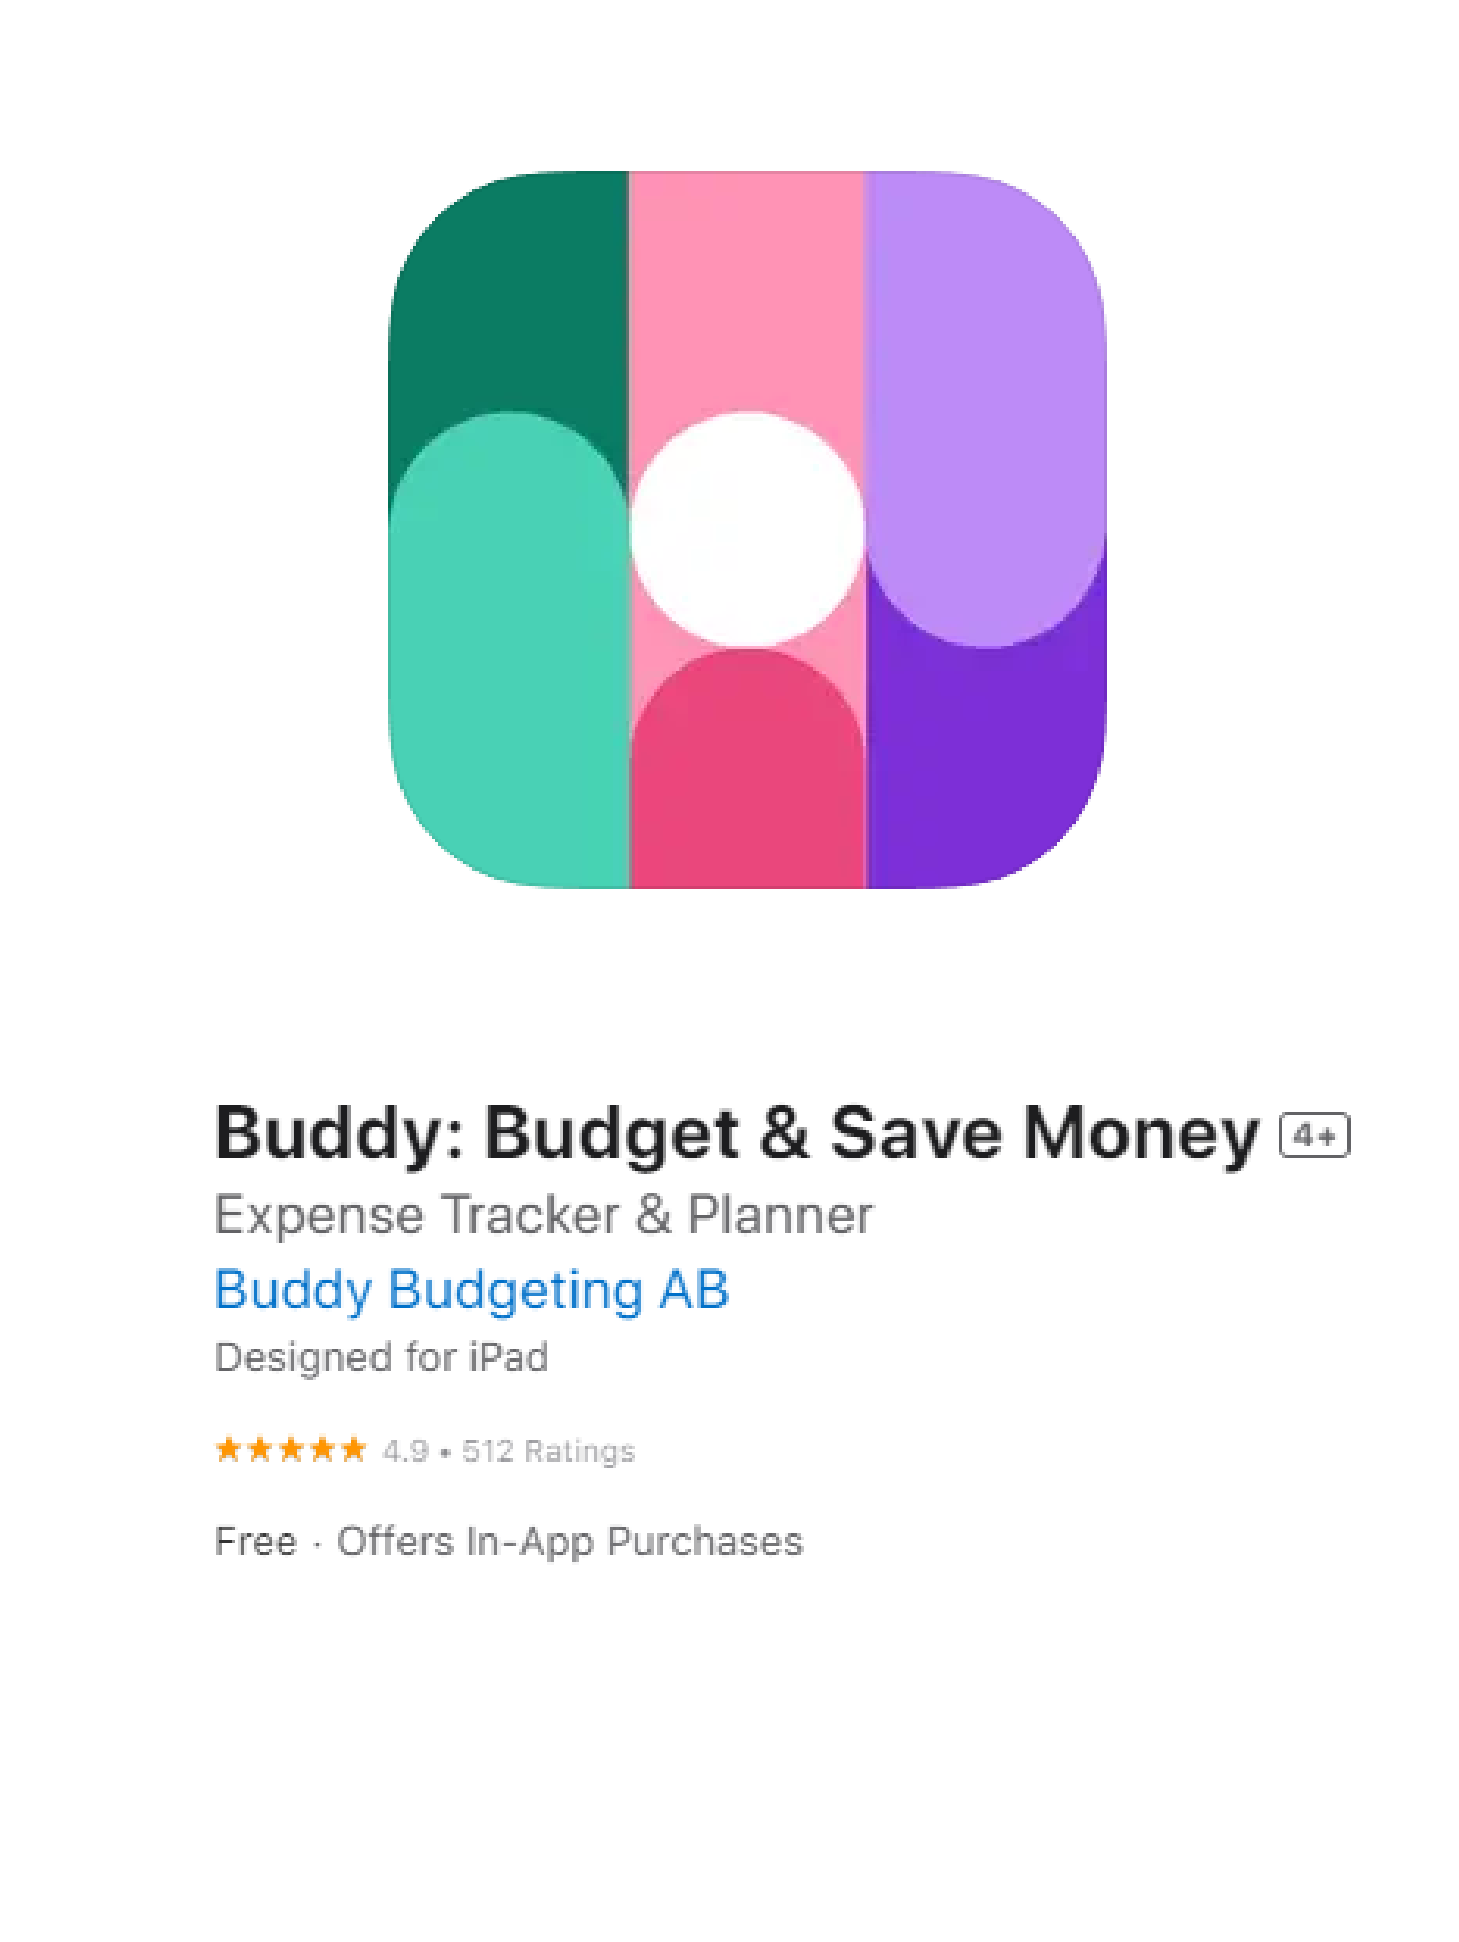 Buddy: Budget & Save Money 4+
Expense Tracker & Planner
Buddy Budgeting AB
Designed for iPad
★★★★★ 4.9 • 512 Ratings
Free · Offers In-App Purchases